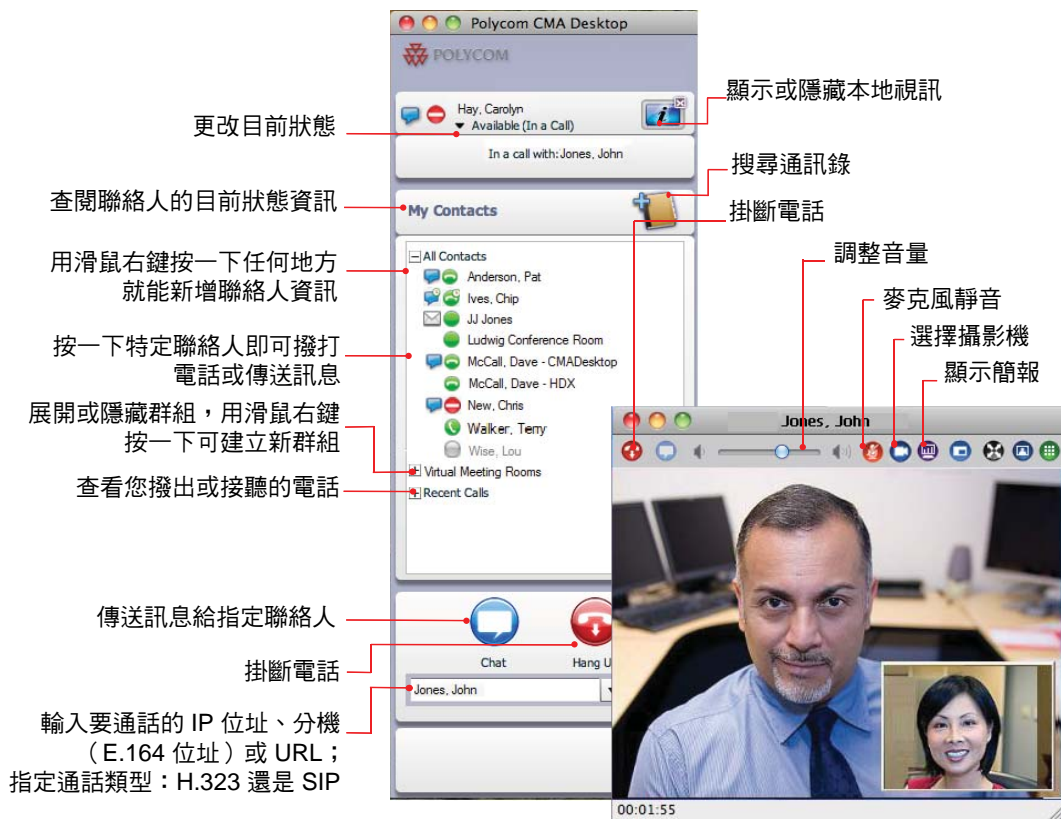 Polycom CMA Desktop
POLYCOM
Hay, Carolyn
Available (In a Call)
In a call with:Jones, John
My Contacts
All Contacts
Anderson, Pat
Ives, Chip
JJ Jones
Ludwig Conference Room
McCall, Dave - CMADesktop
McCall, Dave - HDX
New, Chris
Walker, Terry
Wise, Lou
Virtual Meeting Rooms
Recent Calls
Chat
Hang U
Jones, John
更改目前狀態
查閱聯絡人的目前狀態資訊
用滑鼠右鍵按一下任何地方
就能新增聯絡人資訊
按一下特定聯絡人即可撥打
電話或傳送訊息
展開或隱藏群組，用滑鼠右鍵
按一下可建立新群組
查看您撥出或接聽的電話
傳送訊息給指定聯絡人
掛斷電話
輸入要通話的 IP 位址、分機
（E.164 位址）或 URL；
指定通話類型：H.323 還是 SIP
顯示或隱藏本地視訊
搜尋通訊錄
掛斷電話
調整音量
麥克風靜音
選擇攝影機
顯示簡報
Jones, John
00:01:55